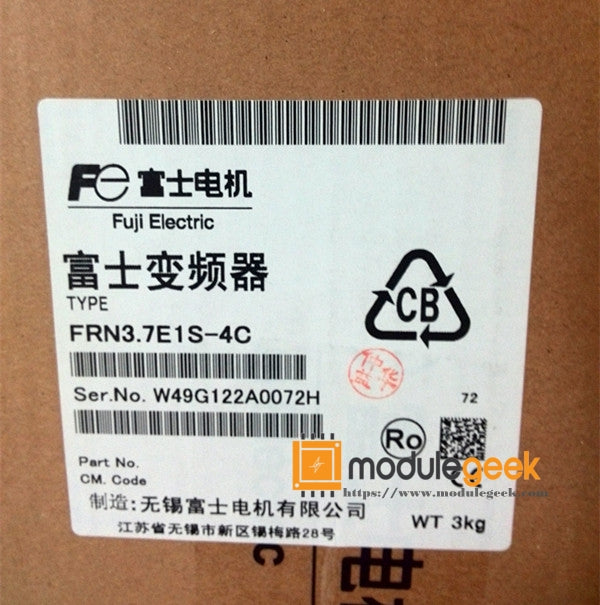 Fe 富士电机
Fuji Electric
富士变频器
TYPE
FRN3.7E1S-4C
CB
Ser.No. W49G122A0072H
72
Ro
Part No.
CM. Code
modulegeek
https://www.modulegeek.com/
制造:无锡富士电机有限公司
WT 3kg
江苏省无锡市新区锡梅路28号
C
电